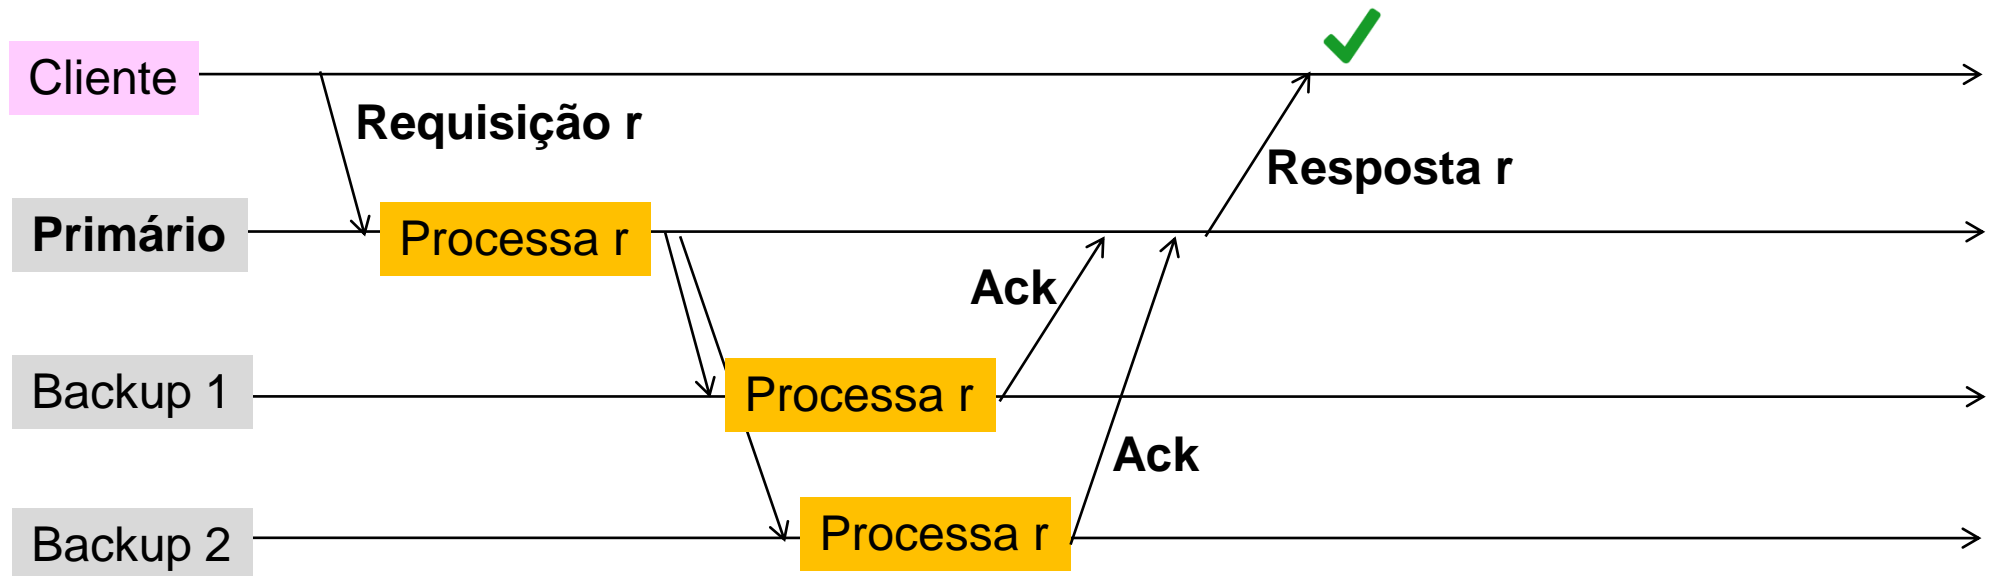 Cliente
Requisição r
Resposta r
Primário
Processa r
Ack
Backup 1
Processa r
Ack
Backup 2
Processa r